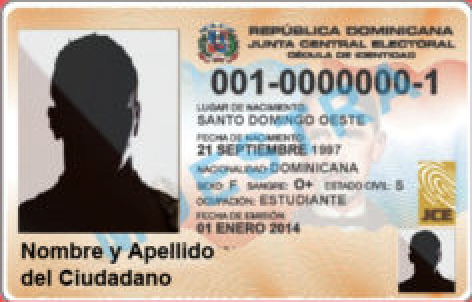 REPÚBLICA DOMINICANA
JUNTA CENTRAL ELECTORAL
CÉDULA DE IDENTIDAD
001-0000000-1
LUGAR DE NACIMIENTO:
SANTO DOMINGO OESTE
FECHA DE NACIMIENTO:
21 SEPTIEMBRE 1997
NACIONALIDAD: DOMINICANA
SEXO: F SANGRE: O+ ESTADO CIVIL: S
OCUPACIÓN: ESTUDIANTE
FECHA DE EMISIÓN:
01 ENERO 2014
JCE
Nombre y Apellido
del Ciudadano
MUESTRA